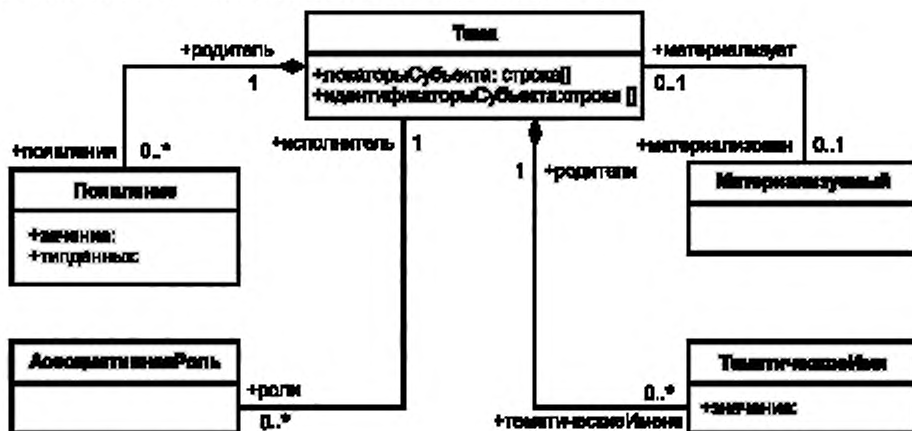 Тема
+родитель
1
+локаторыСубъекта: строка[]
+идентификаторыСубъекта:строка []
+материализует
0..1
+появления
0..*
+исполнитель
1
1
+родители
+материализован
0..1
Появление
+значение:
+типданных:
Материализуемый
АссоциативнаяРоль
+роли
0..*
ТематическоеИмя
+значение:
0..*
+тематическиеИмена